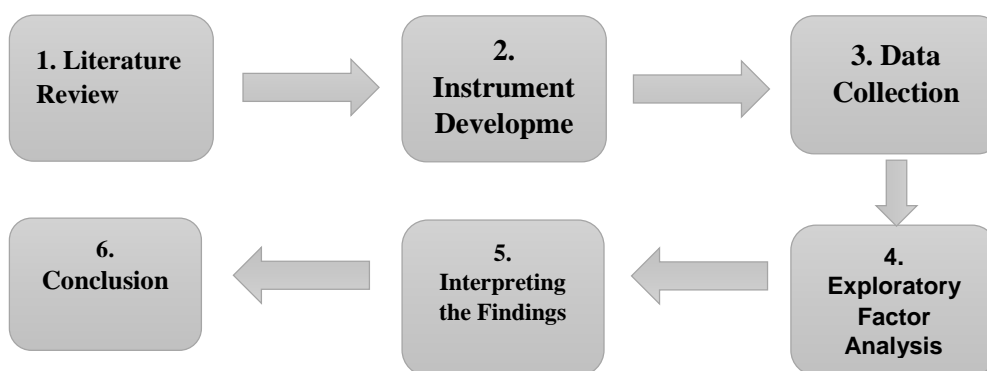 1. Literature
Review
2.
Instrument
Developme
3. Data
Collection
4.
Exploratory
Factor
Analysis
5.
Interpreting
the Findings
6.
Conclusion